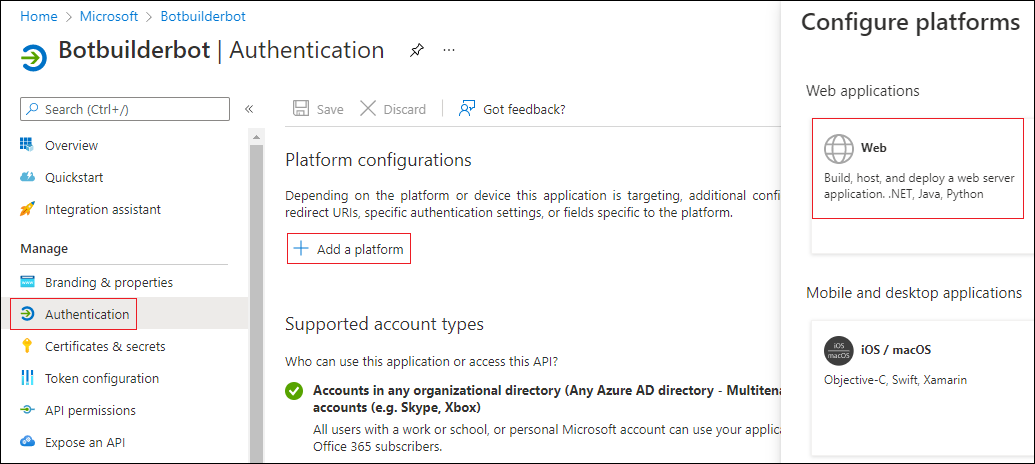 Home > Microsoft > Botbuilderbot
Botbuilderbot | Authentication
Search (Ctrl+/)
Overview
Quickstart
Integration assistant
Manage
Branding & properties
Authentication
Certificates & secrets
Token configuration
API permissions
Expose an API
Save Discard Got feedback?
Platform configurations
Depending on the platform or device this application is targeting, additional confi
redirect URIs, specific authentication settings, or fields specific to the platform.
+ Add a platform
Supported account types
Who can use this application or access this API?
Accounts in any organizational directory (Any Azure AD directory - Multitena
accounts (e.g. Skype, Xbox)
All users with a work or school, or personal Microsoft account can use your applica
Office 365 subscribers.
Configure platforms
Web applications
Web
Build, host, and deploy a web server
application. .NET, Java, Python
Mobile and desktop applications
iOS
macOS
iOS / macOS
Objective-C, Swift, Xamarin